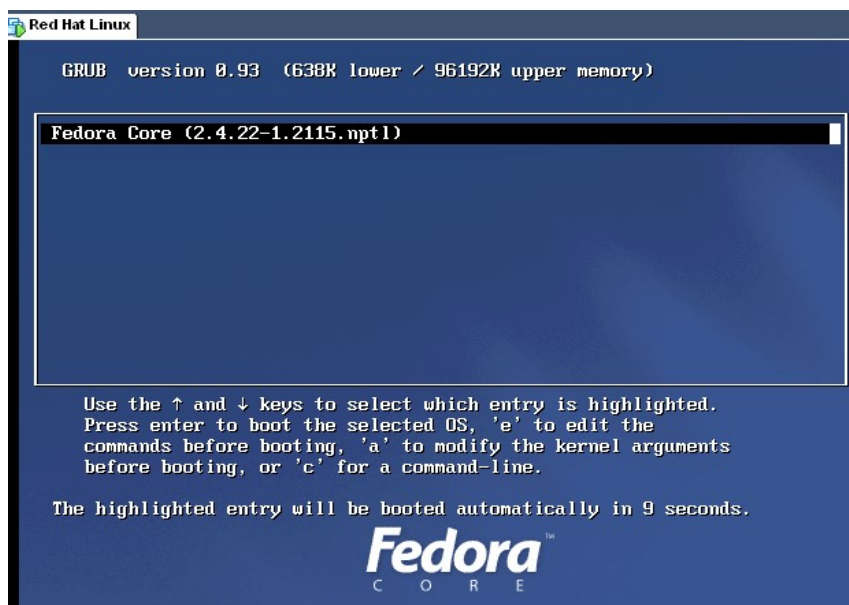 Red Hat Linux
GRUB version 0.93 (638K lower / 96192K upper memory)
Fedora Core (2.4.22-1.2115.nptl)
Use the ↑ and ↓ keys to select which entry is highlighted.
Press enter to boot the selected OS, 'e' to edit the
commands before booting, 'a' to modify the kernel arguments
before booting, or 'c' for a command-line.
The highlighted entry will be booted automatically in 9 seconds.
Fedora™
CORE